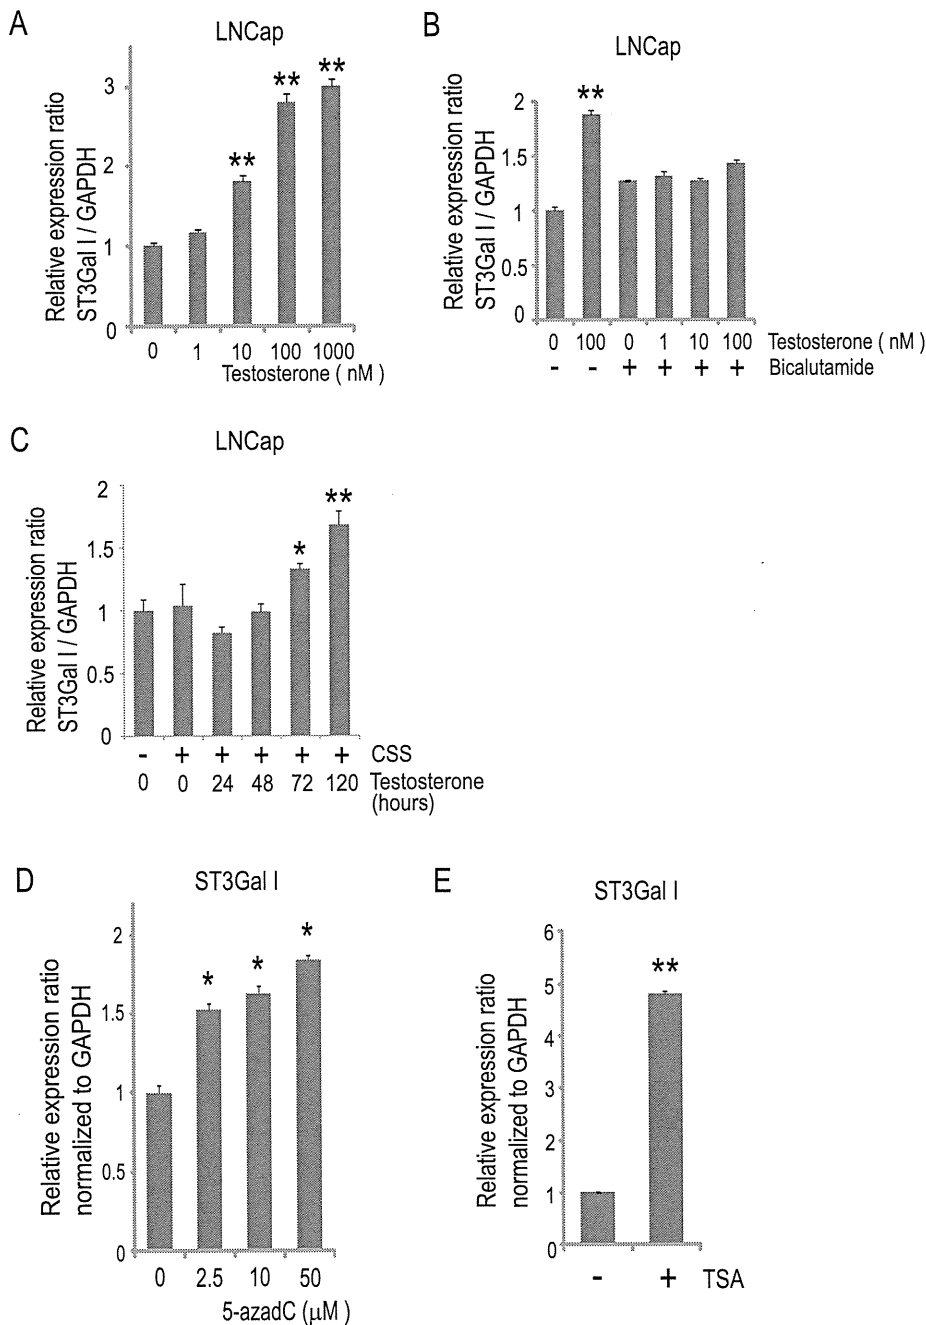 A
LNCap
Relative expression ratio
ST3Gal I / GAPDH
3
2
1
0
** ** **
0 1 10 100 1000
Testosterone ( nM )
B
LNCap
Relative expression ratio
ST3Gal I / GAPDH
2
1.5
1
0.5
0
**
0 100 0 1 10 100 Testosterone ( nM )
- - + + + + Bicalutamide
C
LNCap
Relative expression ratio
ST3Gal I / GAPDH
2
1.5
1
0.5
0
* **
- + + + + + CSS
0 0 24 48 72 120 Testosterone
(hours)
D
ST3Gal I
Relative expression ratio
normalized to GAPDH
2
1.5
1
0.5
0
* * *
0 2.5 10 50
5-azadC (µM )
E
ST3Gal I
Relative expression ratio
normalized to GAPDH
6
5
4
3
2
1
0
**
- + TSA